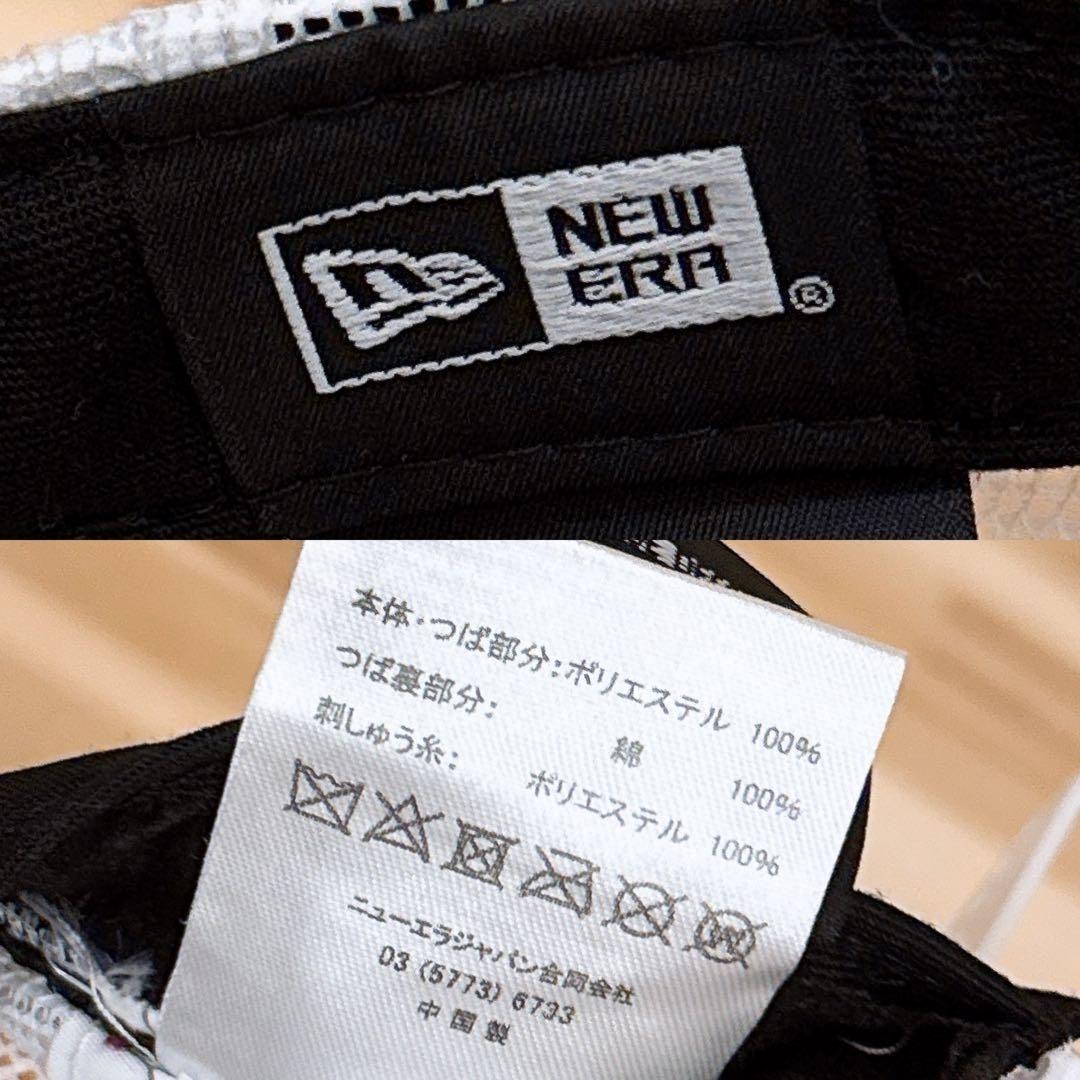 NEW
ERA
®
本体・つば部分:ポリエステル 100%
つば裏部分: 綿 100%
刺しゅう糸: ポリエステル 100%
ニューエラジャパン合同会社
03 (5773) 6733
中国製